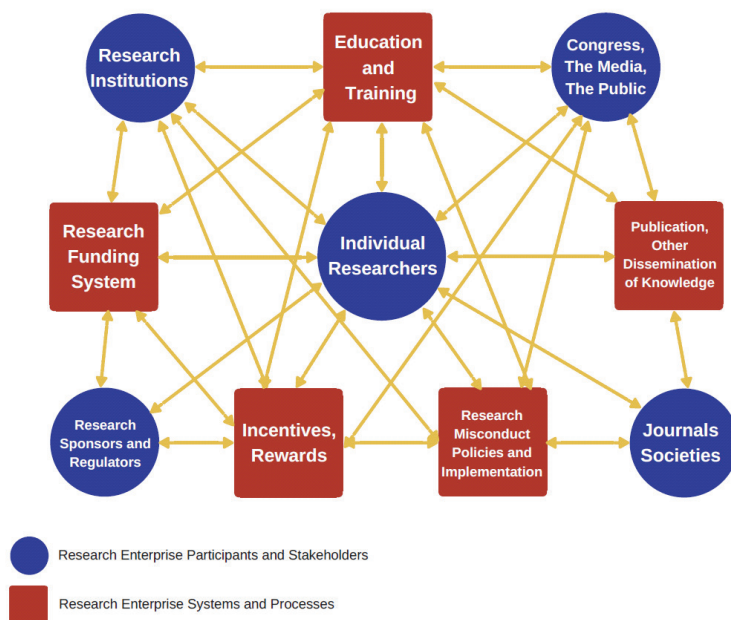 Research
Institutions
Education
and
Training
Congress,
The Media,
The Public
Research
Funding
System
Individual
Researchers
Publication,
Other
Dissemination
of Knowledge
Research
Sponsors and
Regulators
Incentives,
Rewards
Research
Misconduct
Policies and
Implementation
Journals
Societies
Research Enterprise Participants and Stakeholders
Research Enterprise Systems and Processes